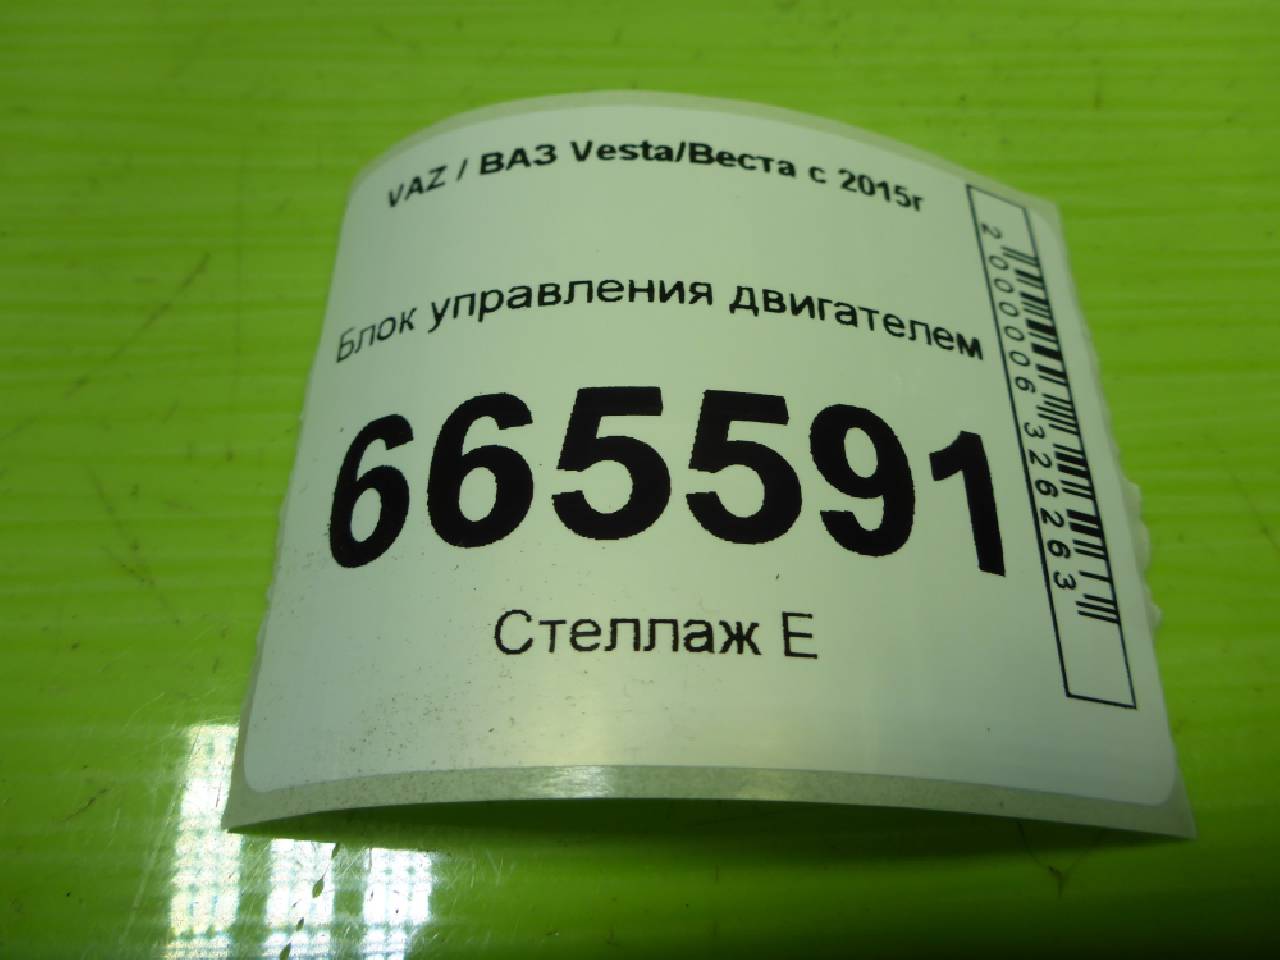 VAZ / ВАЗ Vesta/Веста с 2015г
Блок управления двигателем
665591
Стеллаж Е
2000006326263